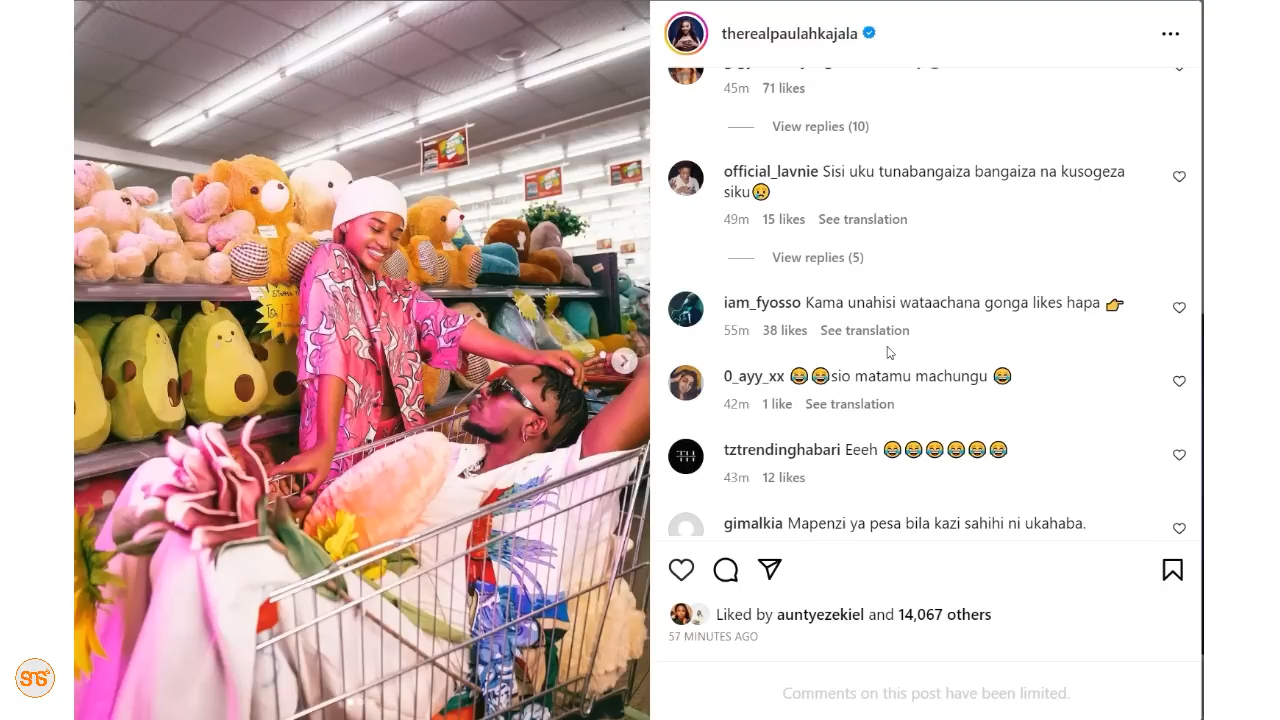 therealpaulahkajala
45m 71 likes
View replies (10)
official_lavnie Sisi uku tunabangaiza bangaiza na kusogeza
siku😥
49m 15 likes See translation
View replies (5)
iam_fyosso Kama unahisi wataachana gonga likes hapa 👉
55m 38 likes See translation
0_ayy_xx 😂😂sio matamu machungu 😂
42m 1 like See translation
tztrendinghabari Eeeh 😂😂😂😂😂😂
43m 12 likes
gimalkia Mapenzi ya pesa bila kazi sahihi ni ukahaba.
Liked by auntyezekiel and 14,067 others
57 MINUTES AGO
Comments on this post have been limited.
TH
SNS